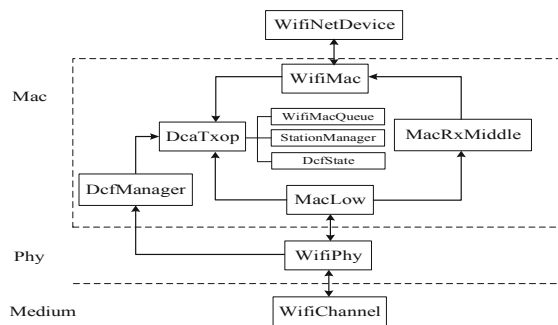 WifiNetDevice
Mac
WifiMac
WifiMacQueue
DcaTxop
StationManager
MacRxMiddle
DcfState
DcfManager
MacLow
Phy
WifiPhy
Medium
WifiChannel